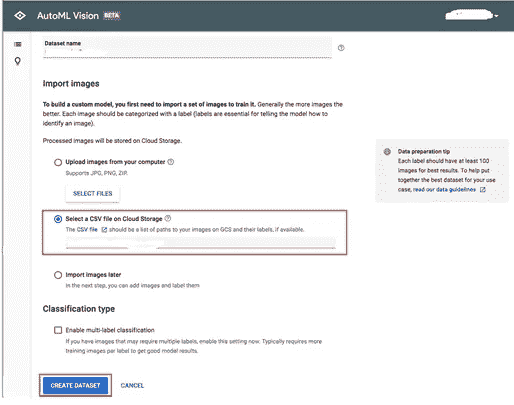 AutoML Vision BETA
Dataset name
Import images
To build a custom model, you first need to import a set of images to train it. Generally the more images the
better. Each image should be categorized with a label (labels are essential for telling the model how to
identify an image).
Processed images will be stored on Cloud Storage.
Upload images from your computer
Supports JPG, PNG, ZIP.
SELECT FILES
Select a CSV file on Cloud Storage
The CSV file should be a list of paths to your images on GCS and their labels, if available.
Import images later
In the next step, you can add images and label them
Classification type
Enable multi-label classification
If you have images that may require multiple labels, enable this setting now. Typically requires more
training images per label to get good model results.
CREATE DATASET CANCEL
Data preparation tip
Each label should have at least 100
images for best results. To help put
together the best dataset for your use
case, read our data guidelines